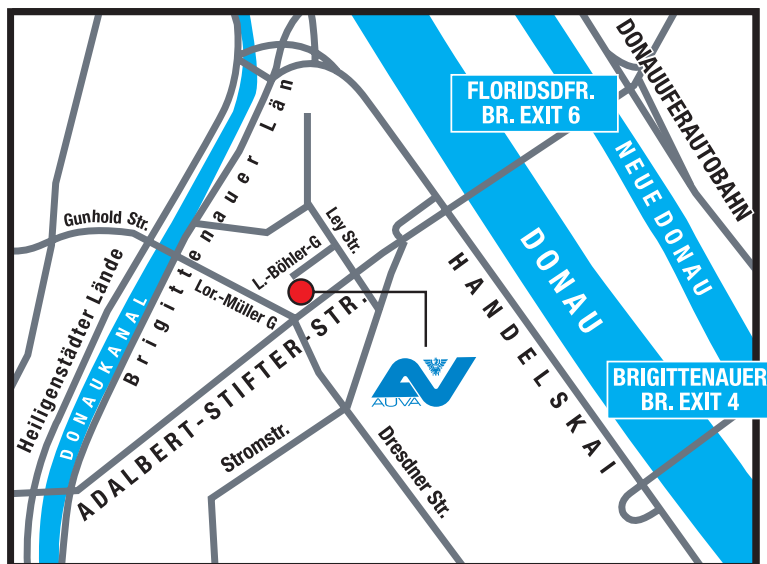 DONAUUFERAUTOBAHN
FLORIDSDFR.
BR. EXIT 6
NEUE DONAU
Brigittenauer Län
Gunhold Str.
Ley Str.
L.-Böhler-G
DONAU
Lor.-Müller G
HANDELSKAI
Heiligenstädter Lände
DONAUKANAL
ADALBERT-STIFTER-STR.
AUVA
BRIGITTENAUER
BR. EXIT 4
Stromstr.
Dresdner Str.